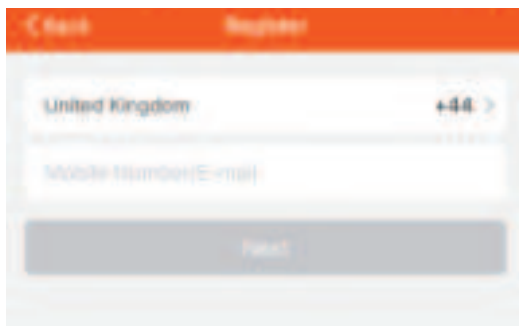 < Back Register
United Kingdom +44 >
Mobile Number/E-mail
Next